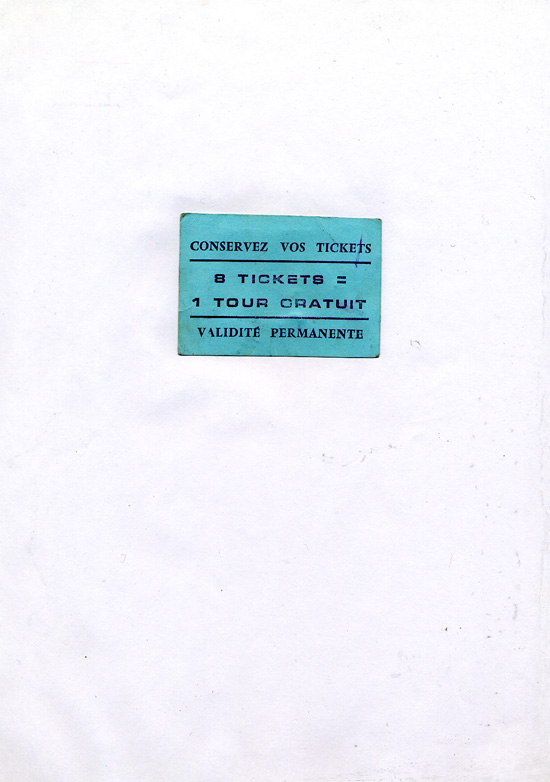 CONSERVEZ VOS TICKETS
8 TICKETS =
1 TOUR GRATUIT
VALIDITÉ PERMANENTE